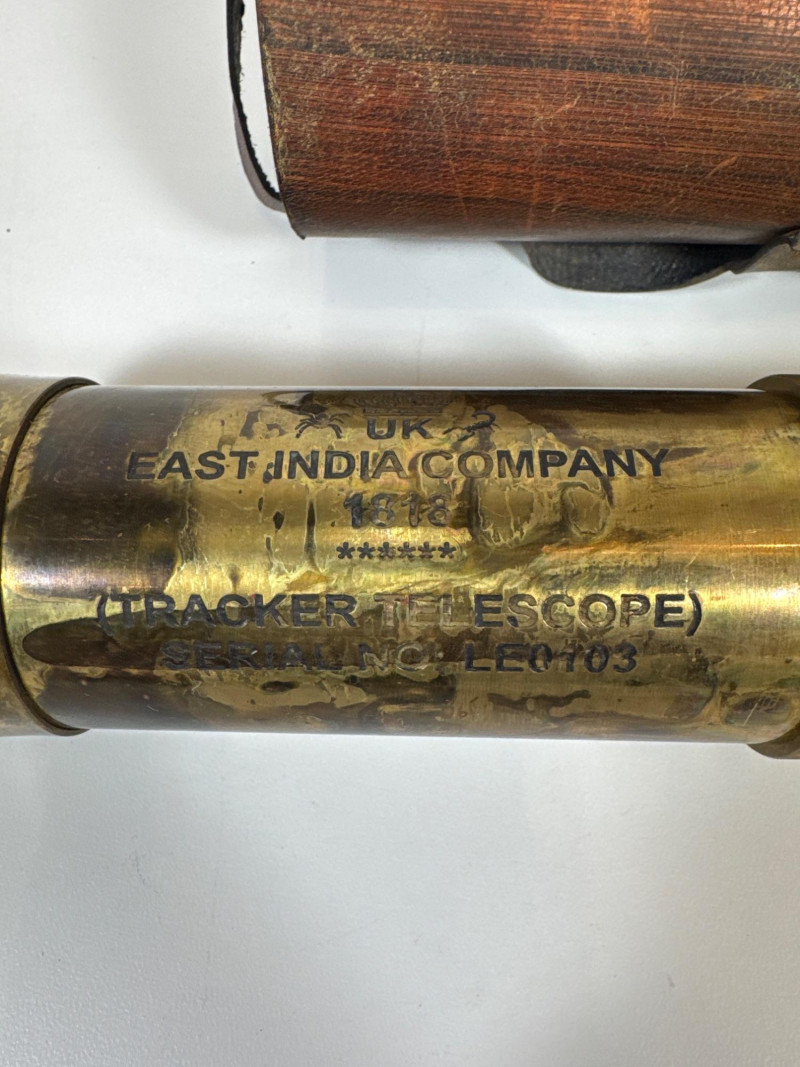 UK
EAST INDIA COMPANY
1818
******
(TRACKER TELESCOPE)
SERIAL NO: LE0103